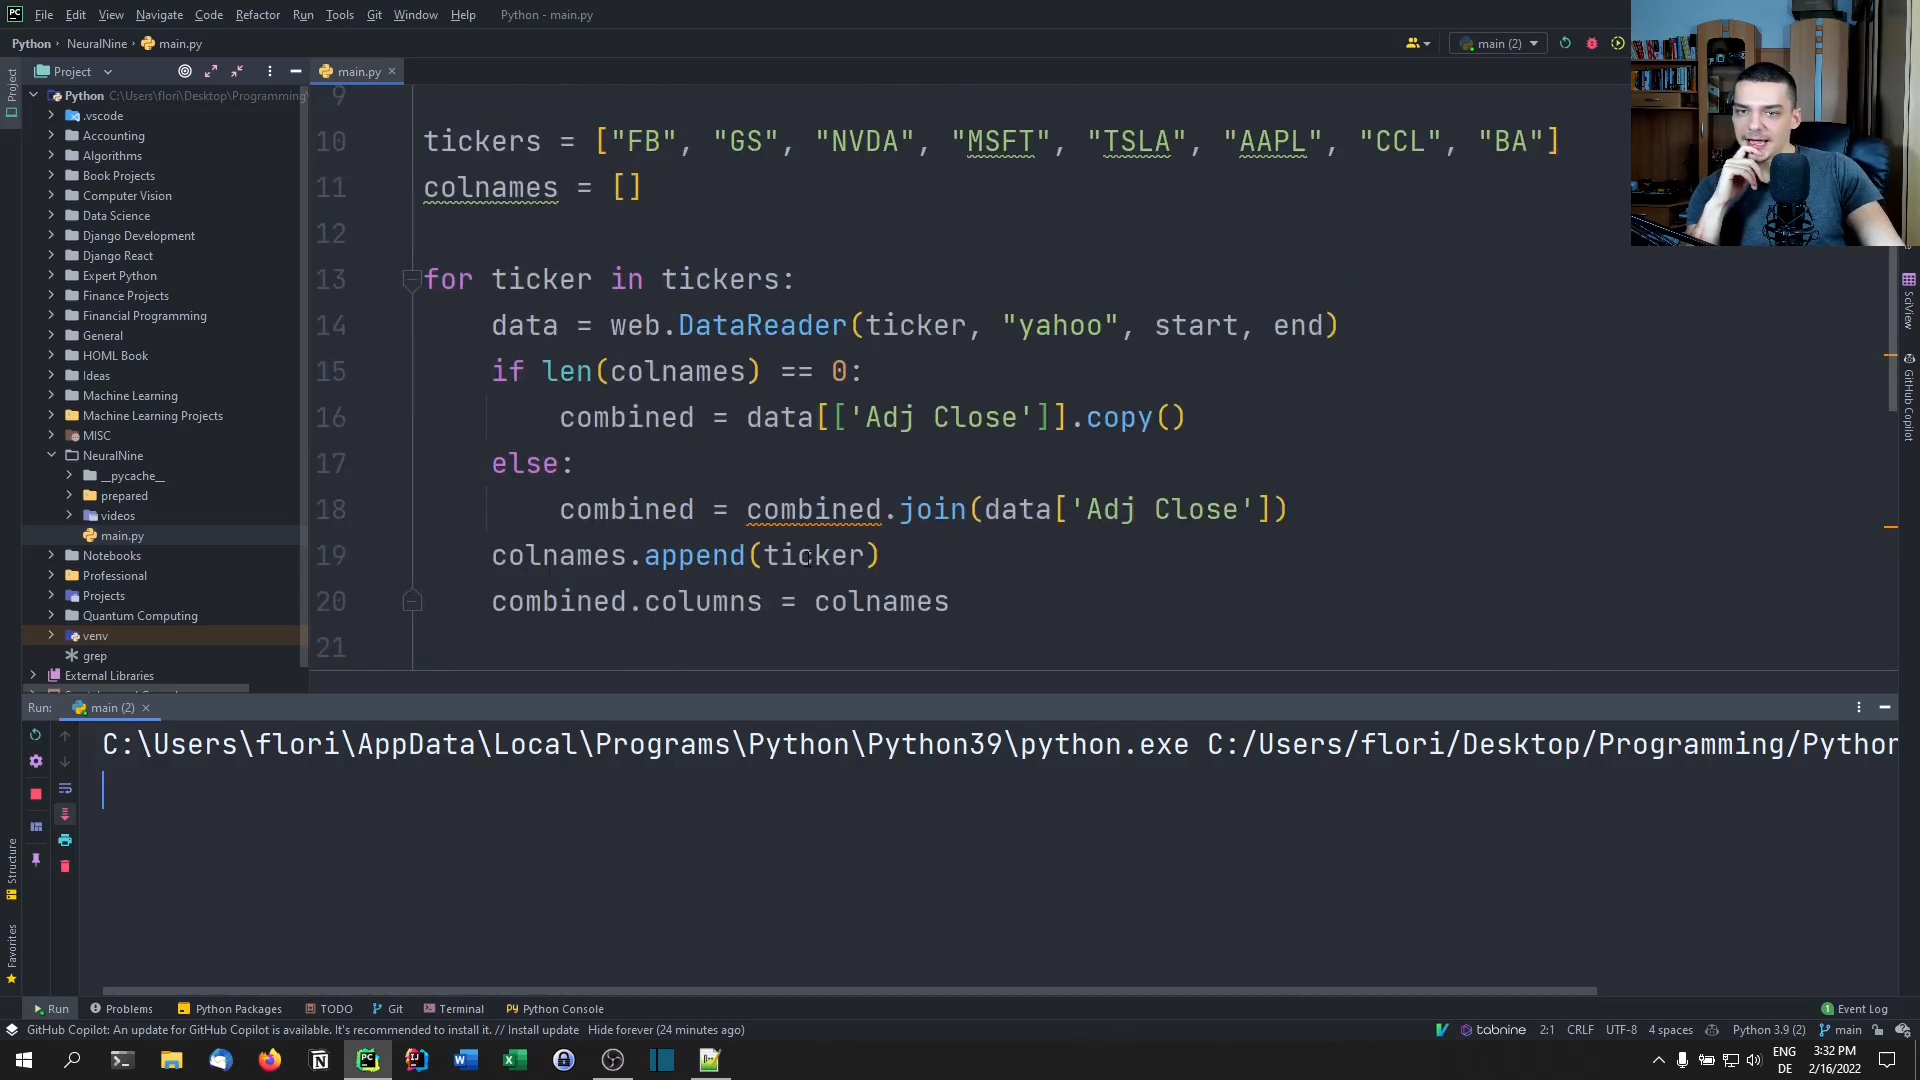 File Edit View Navigate Code Refactor Run Tools Git Window Help Python - main.py
Python NeuralNine main.py
main (2)
Project
main.py
Project
Python C:\Users\flori\Desktop\Programming\
.vscode
Accounting
Algorithms
Book Projects
Computer Vision
Data Science
Django Development
Django React
Expert Python
Finance Projects
Financial Programming
General
HOML Book
Ideas
Machine Learning
Machine Learning Projects
MISC
NeuralNine
__pycache__
prepared
videos
main.py
Notebooks
Professional
Projects
Quantum Computing
venv
grep
External Libraries
9
10 tickers = ["FB", "GS", "NVDA", "MSFT", "TSLA", "AAPL", "CCL", "BA"]
11 colnames = []
12
13 for ticker in tickers:
14 data = web.DataReader(ticker, "yahoo", start, end)
15 if len(colnames) == 0:
16 combined = data[['Adj Close']].copy()
17 else:
18 combined = combined.join(data['Adj Close'])
19 colnames.append(ticker)
20 combined.columns = colnames
21
SciView
GitHub Copilot
Run: main (2)
C:\Users\flori\AppData\Local\Programs\Python\Python39\python.exe C:/Users/flori/Desktop/Programming/Python
Structure
Favorites
Run Problems Python Packages TODO Git Terminal Python Console Event Log
GitHub Copilot: An update for GitHub Copilot is available. It's recommended to install it. // Install update Hide forever (24 minutes ago) tabnine 2:1 CRLF UTF-8 4 spaces Python 3.9 (2) main
ENG 3:32 PM
DE 2/16/2022